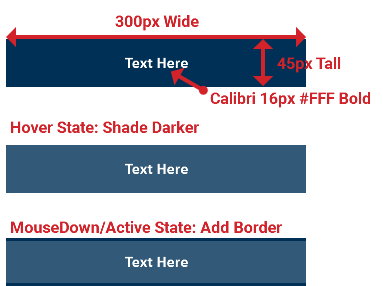 300px Wide
Text Here
45px Tall
Calibri 16px #FFF Bold
Hover State: Shade Darker
Text Here
MouseDown/Active State: Add Border
Text Here